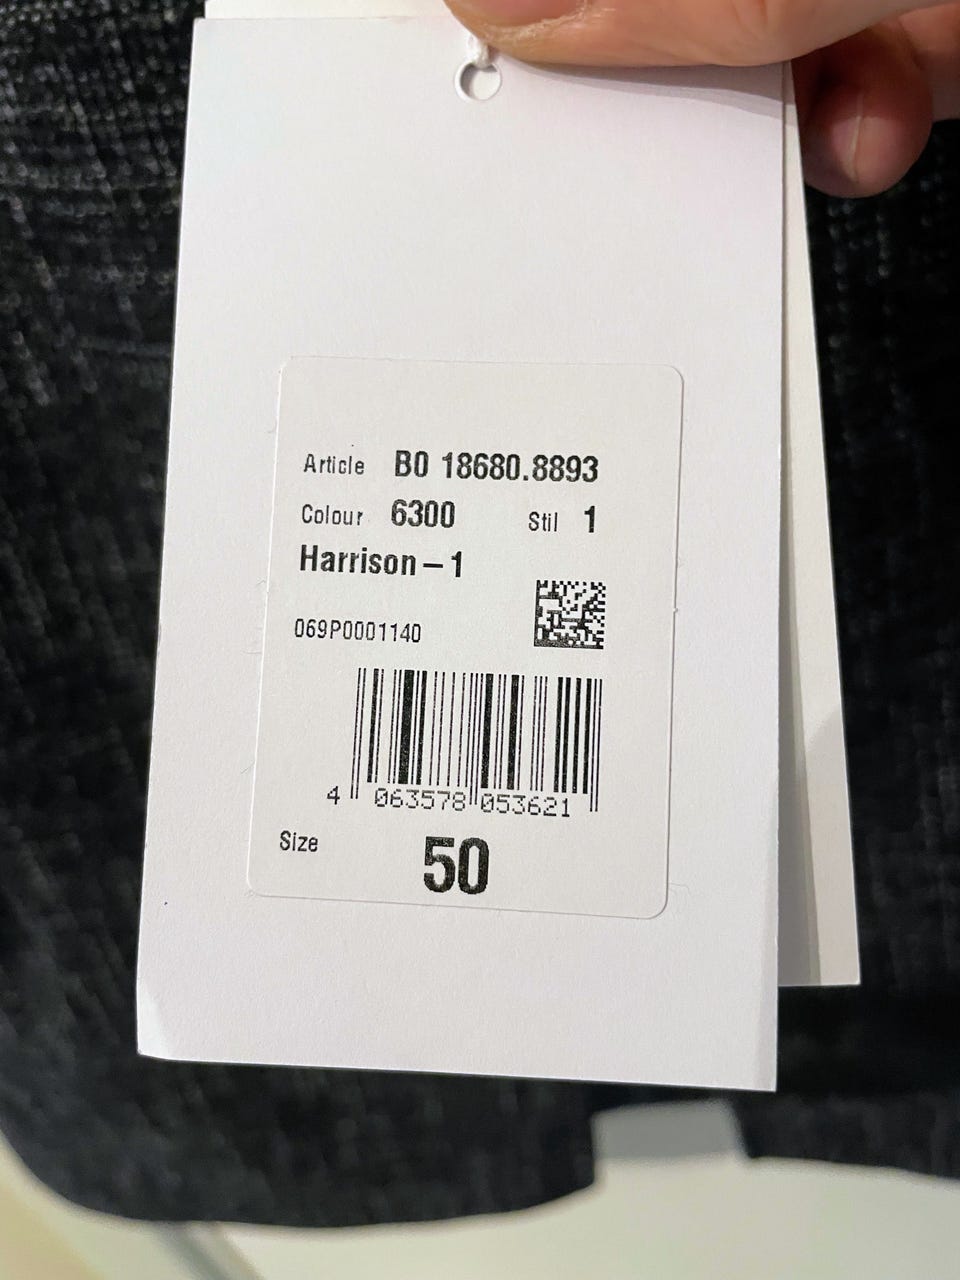 Article B0 18680.8893
Colour 6300 Stil 1
Harrison – 1
069P0001140
4 063578 053621
Size 50